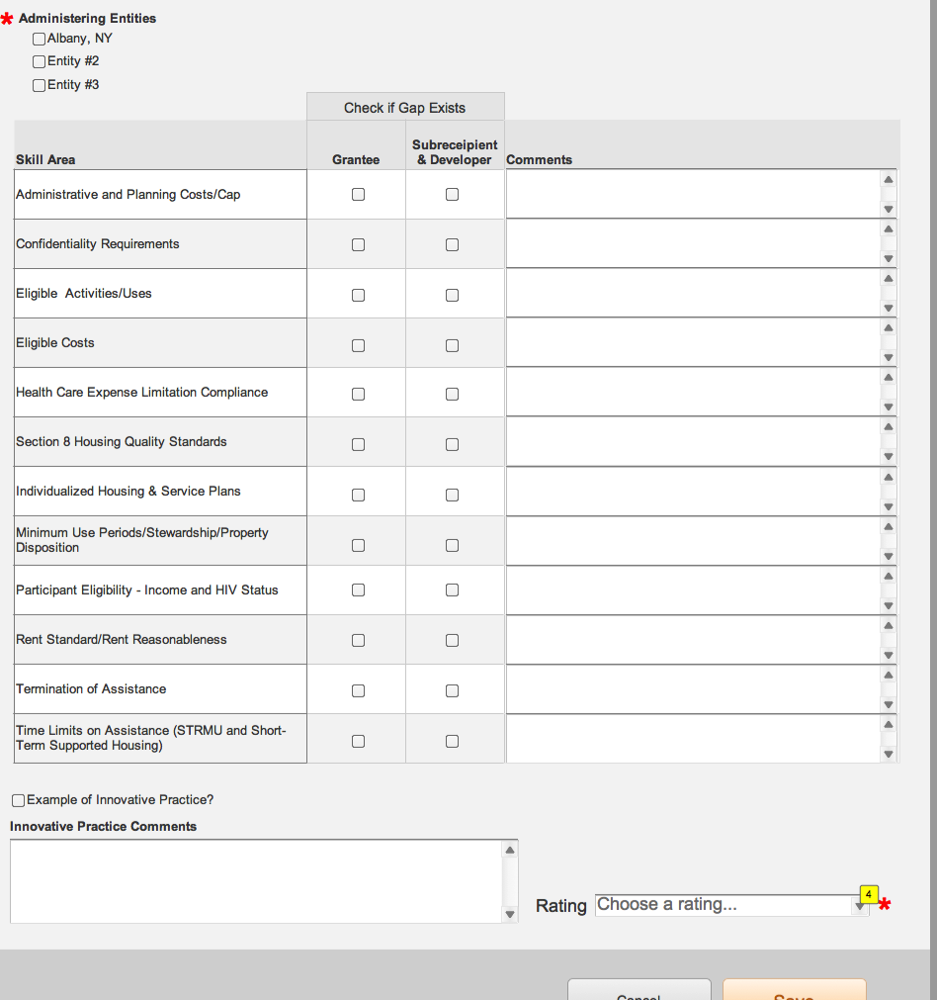 * Administering Entities
Albany, NY
Entity #2
Entity #3
Check if Gap Exists
Skill Area
Grantee
Subreceipient
& Developer
Comments
Administrative and Planning Costs/Cap
Confidentiality Requirements
Eligible Activities/Uses
Eligible Costs
Health Care Expense Limitation Compliance
Section 8 Housing Quality Standards
Individualized Housing & Service Plans
Minimum Use Periods/Stewardship/Property
Disposition
Participant Eligibility - Income and HIV Status
Rent Standard/Rent Reasonableness
Termination of Assistance
Time Limits on Assistance (STRMU and Short-
Term Supported Housing)
Example of Innovative Practice?
Innovative Practice Comments
Rating Choose a rating... 4 *
Cancel Save